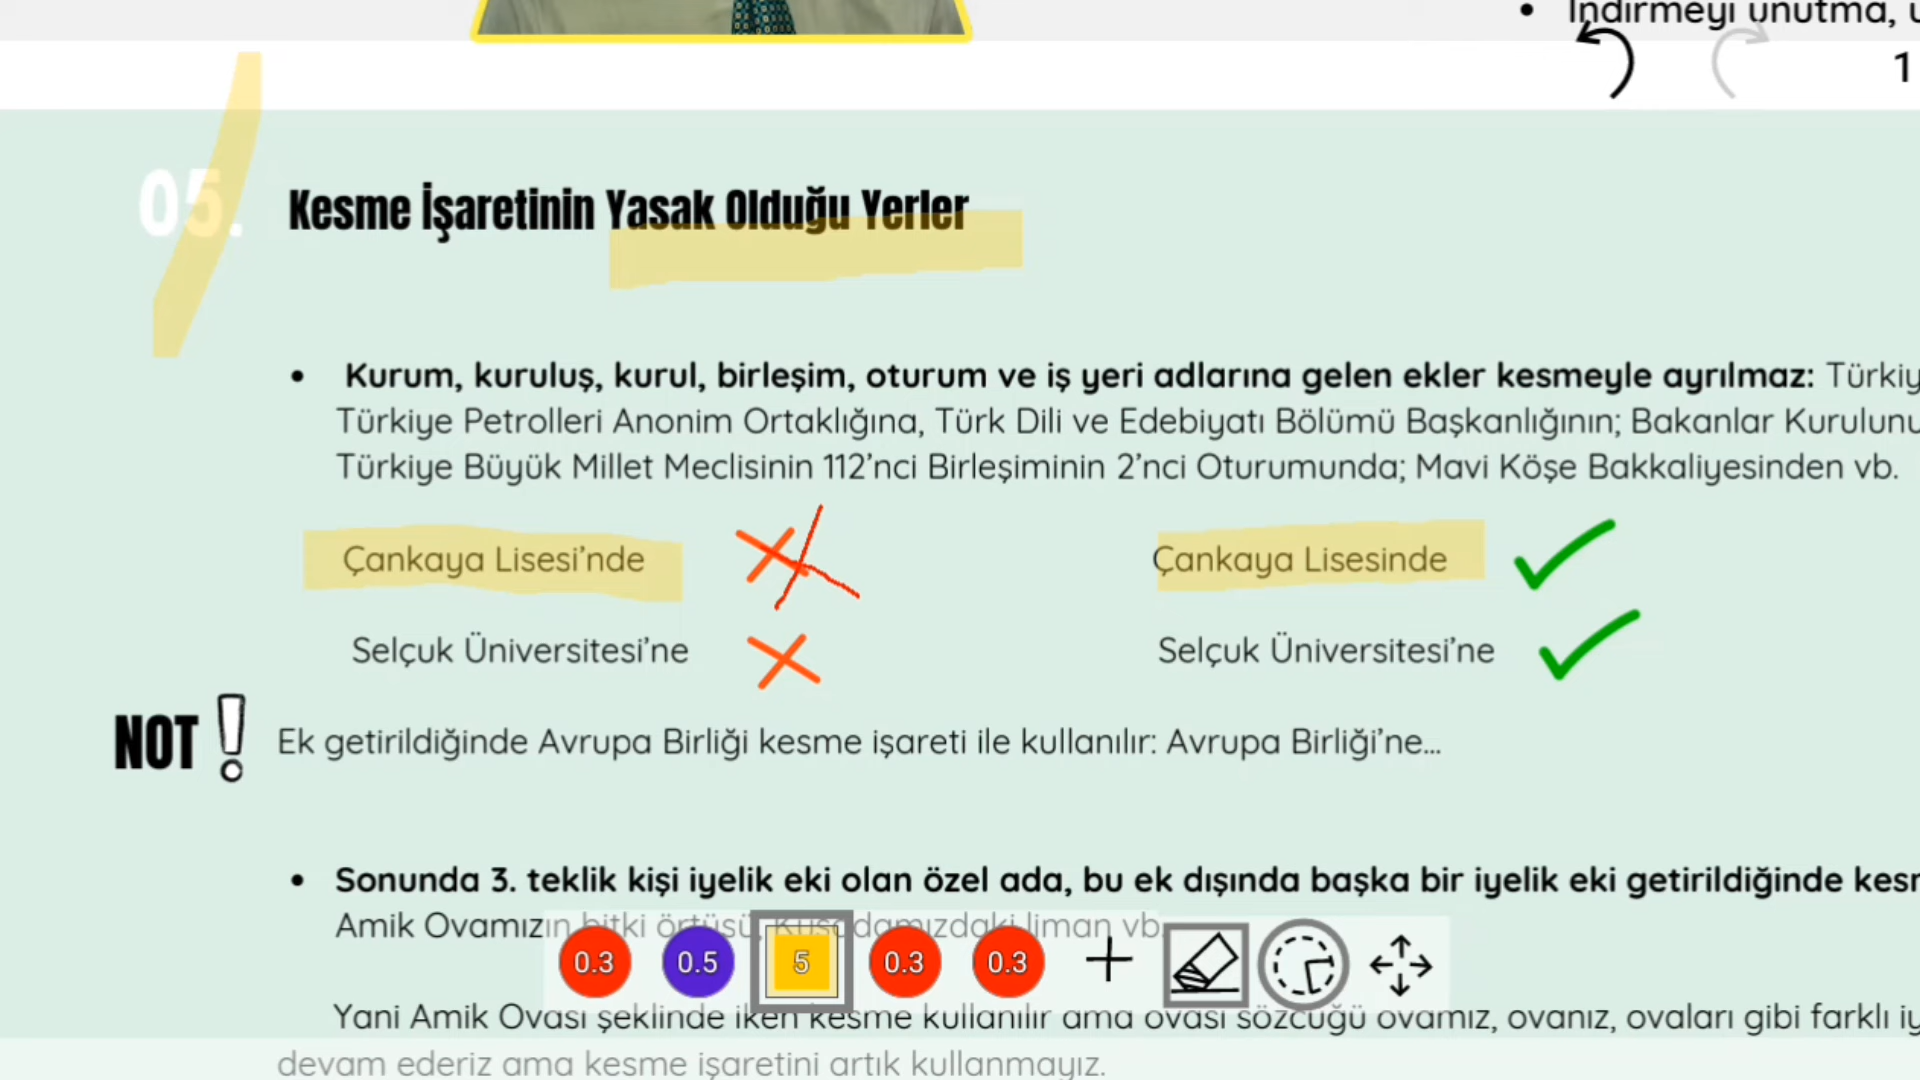 İndirmeyi unutma,
1
05.
Kesme İşaretinin Yasak Olduğu Yerler
• Kurum, kuruluş, kurul, birleşim, oturum ve iş yeri adlarına gelen ekler kesmeyle ayrılmaz:
Türkiye Petrolleri Anonim Ortaklığına, Türk Dili ve Edebiyatı Bölümü Başkanlığının; Bakanlar
Türkiye Büyük Millet Meclisinin 112’nci Birleşiminin 2’nci Oturumunda; Mavi Köşe Bakkaliyesinden vb.
Çankaya Lisesi’nde Çankaya Lisesinde
Selçuk Üniversitesi’ne Selçuk Üniversitesi’ne
NOT! Ek getirildiğinde Avrupa Birliği kesme işareti ile kullanılır: Avrupa Birliği’ne...
• Sonunda 3. teklik kişi iyelik eki olan özel ada, bu ek dışında başka bir iyelik eki getirildiğinde
Amik Ovamızın bitki örtüsü, Kuşadamızdaki liman vb.
0.3 0.5 5 0.3 0.3
Yani Amik Ovası şeklinde iken kesme kullanılır ama ovası sözcüğü ovamız, ovanız, ovaları gibi farklı
devam ederiz ama kesme işaretini artık kullanmayız.